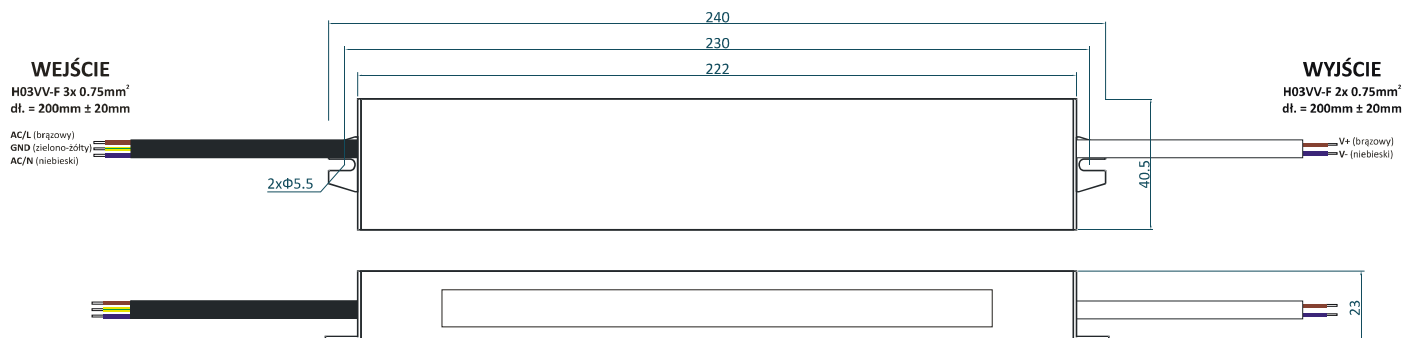 240
230
222
WEJŚCIE
H03VV-F 3x 0.75mm²
dł. = 200mm ± 20mm
AC/L (brązowy)
GND (zielono-żółty)
AC/N (niebieski)
2xΦ5.5
WYJŚCIE
H03VV-F 2x 0.75mm²
dł. = 200mm ± 20mm
V+ (brązowy)
V- (niebieski)
40.5
23